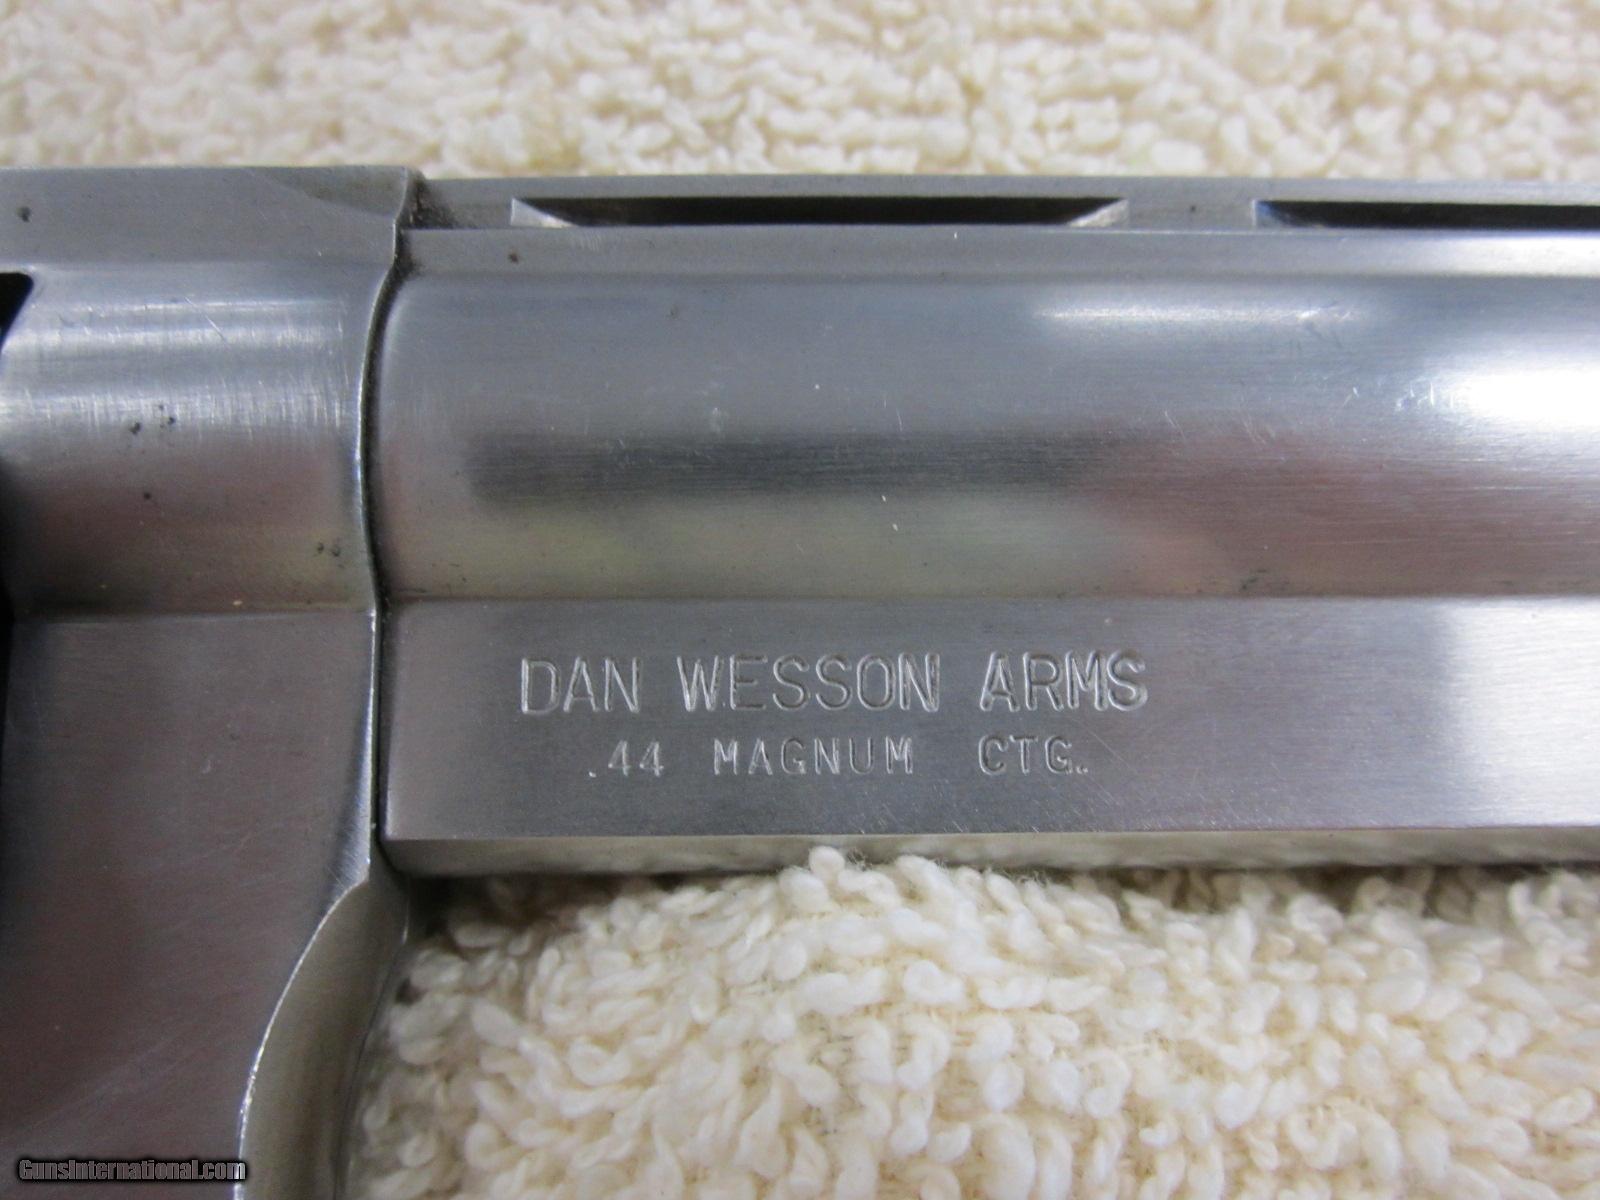 DAN WESSON ARMS
.44 MAGNUM CTG.
GunsInternational.com